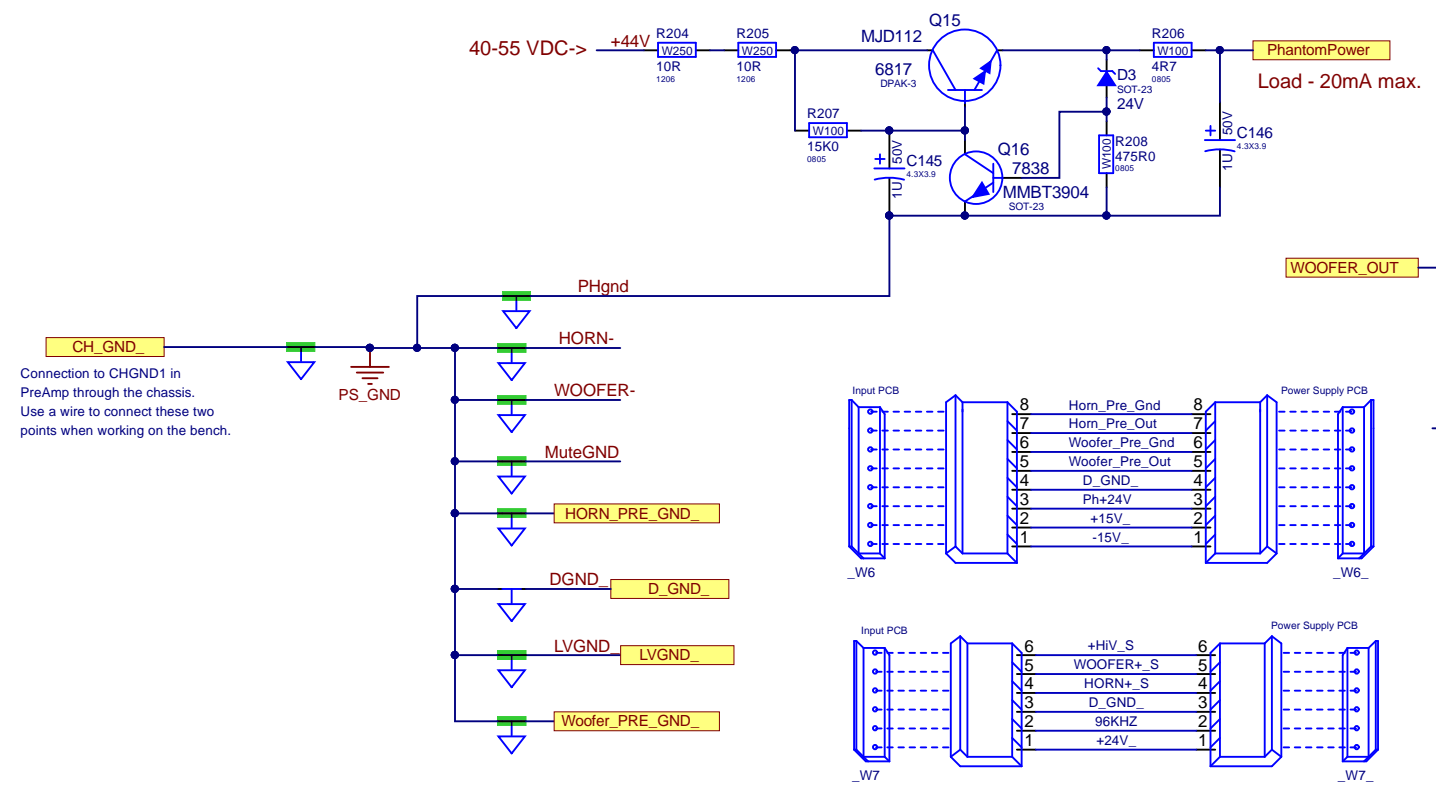 40-55 VDC->
+44V
R204
W250
10R
1206
R205
W250
10R
1206
MJD112
Q15
6817
DPAK-3
R206
W100
4R7
0805
PhantomPower
Load - 20mA max.
D3
SOT-23
24V
R207
W100
15K0
0805
50V
C145
4.3X3.9
1U
Q16
7838
MMBT3904
SOT-23
R208
W100
475R0
0805
50V
C146
4.3X3.9
1U
WOOFER_OUT
PHgnd
CH_GND_
HORN-
Connection to CHGND1 in
PreAmp through the chassis.
Use a wire to connect these two
points when working on the bench.
PS_GND
WOOFER-
MuteGND
HORN_PRE_GND_
DGND_
D_GND_
LVGND_
LVGND_
Woofer_PRE_GND_
Input PCB
Power Supply PCB
8 Horn_Pre_Gnd 8
7 Horn_Pre_Out 7
6 Woofer_Pre_Gnd 6
5 Woofer_Pre_Out 5
4 D_GND_ 4
3 Ph+24V 3
2 +15V_ 2
1 -15V_ 1
_W6
_W6_
Input PCB
Power Supply PCB
6 +HiV_S 6
5 WOOFER+_S 5
4 HORN+_S 4
3 D_GND_ 3
2 96KHZ 2
1 +24V_ 1
_W7
_W7_